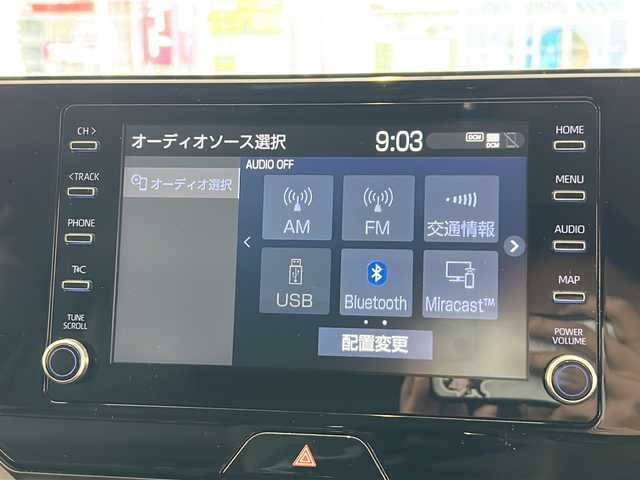 オーディオソース選択
9:03
DCM
DCM
AUDIO OFF
オーディオ選択
AM
FM
交通情報
USB
Bluetooth
Miracast™
配置変更
CH >
< TRACK
PHONE
T*C
TUNE
SCROLL
HOME
MENU
AUDIO
MAP
POWER
VOLUME